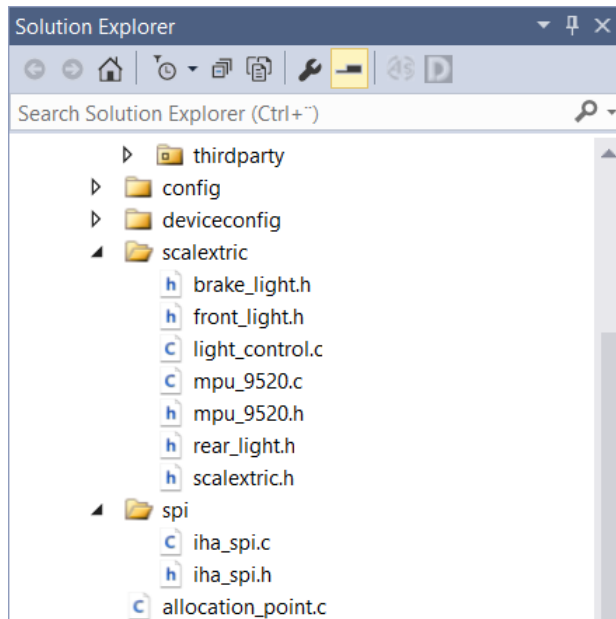 Solution Explorer
Search Solution Explorer (Ctrl+¨)
thirdparty
config
deviceconfig
scalextric
h brake_light.h
h front_light.h
C light_control.c
C mpu_9520.c
h mpu_9520.h
h rear_light.h
h scalextric.h
spi
C iha_spi.c
h iha_spi.h
C allocation_point.c